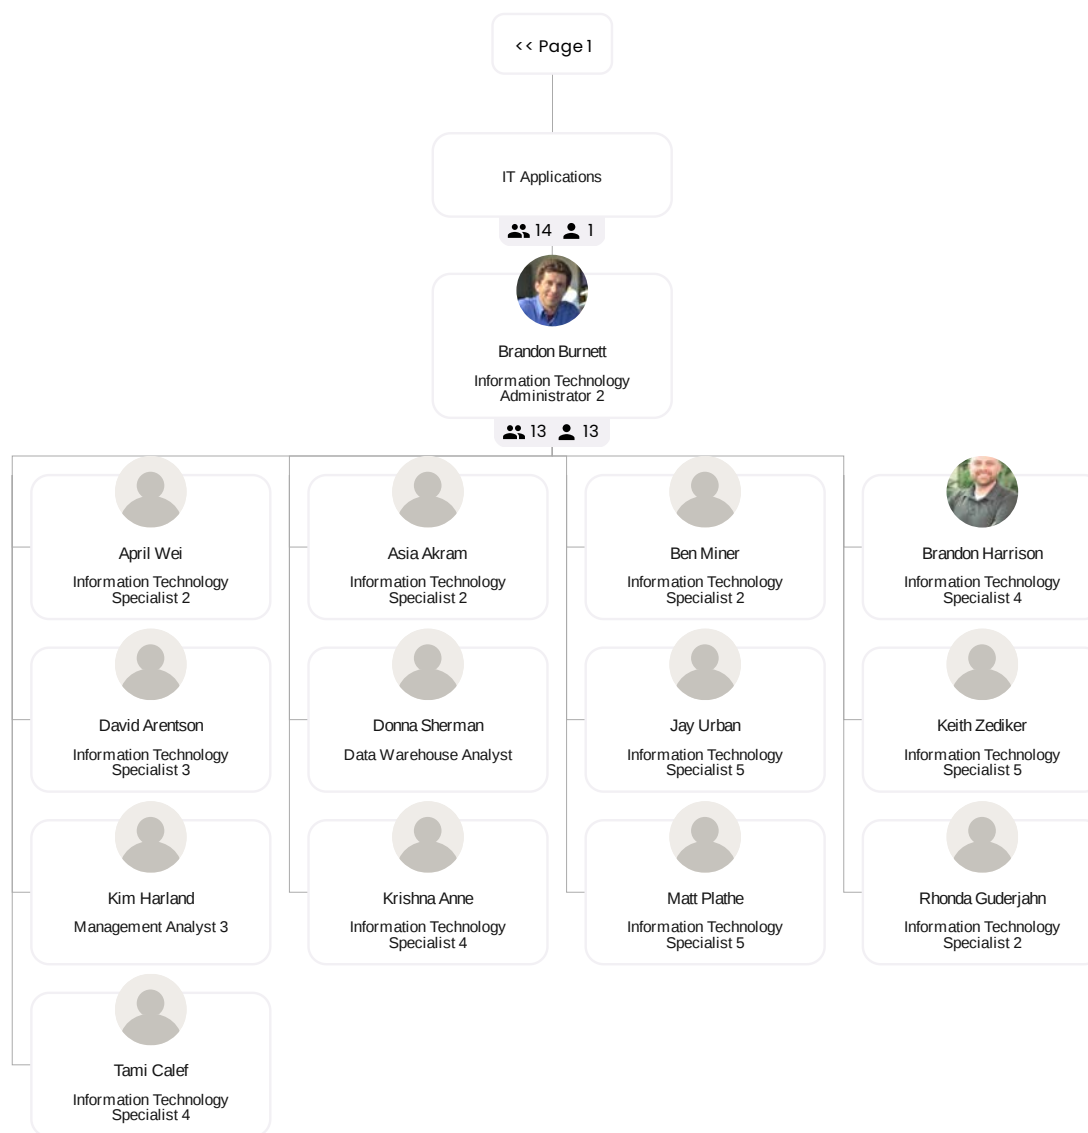 << Page 1
IT Applications
14 1
Brandon Burnett
Information Technology
Administrator 2
13 13
April Wei
Information Technology
Specialist 2
Asia Akram
Information Technology
Specialist 2
Ben Miner
Information Technology
Specialist 2
Brandon Harrison
Information Technology
Specialist 4
David Arentson
Information Technology
Specialist 3
Donna Sherman
Data Warehouse Analyst
Jay Urban
Information Technology
Specialist 5
Keith Zediker
Information Technology
Specialist 5
Kim Harland
Management Analyst 3
Krishna Anne
Information Technology
Specialist 4
Matt Plathe
Information Technology
Specialist 5
Rhonda Guderjahn
Information Technology
Specialist 2
Tami Calef
Information Technology
Specialist 4